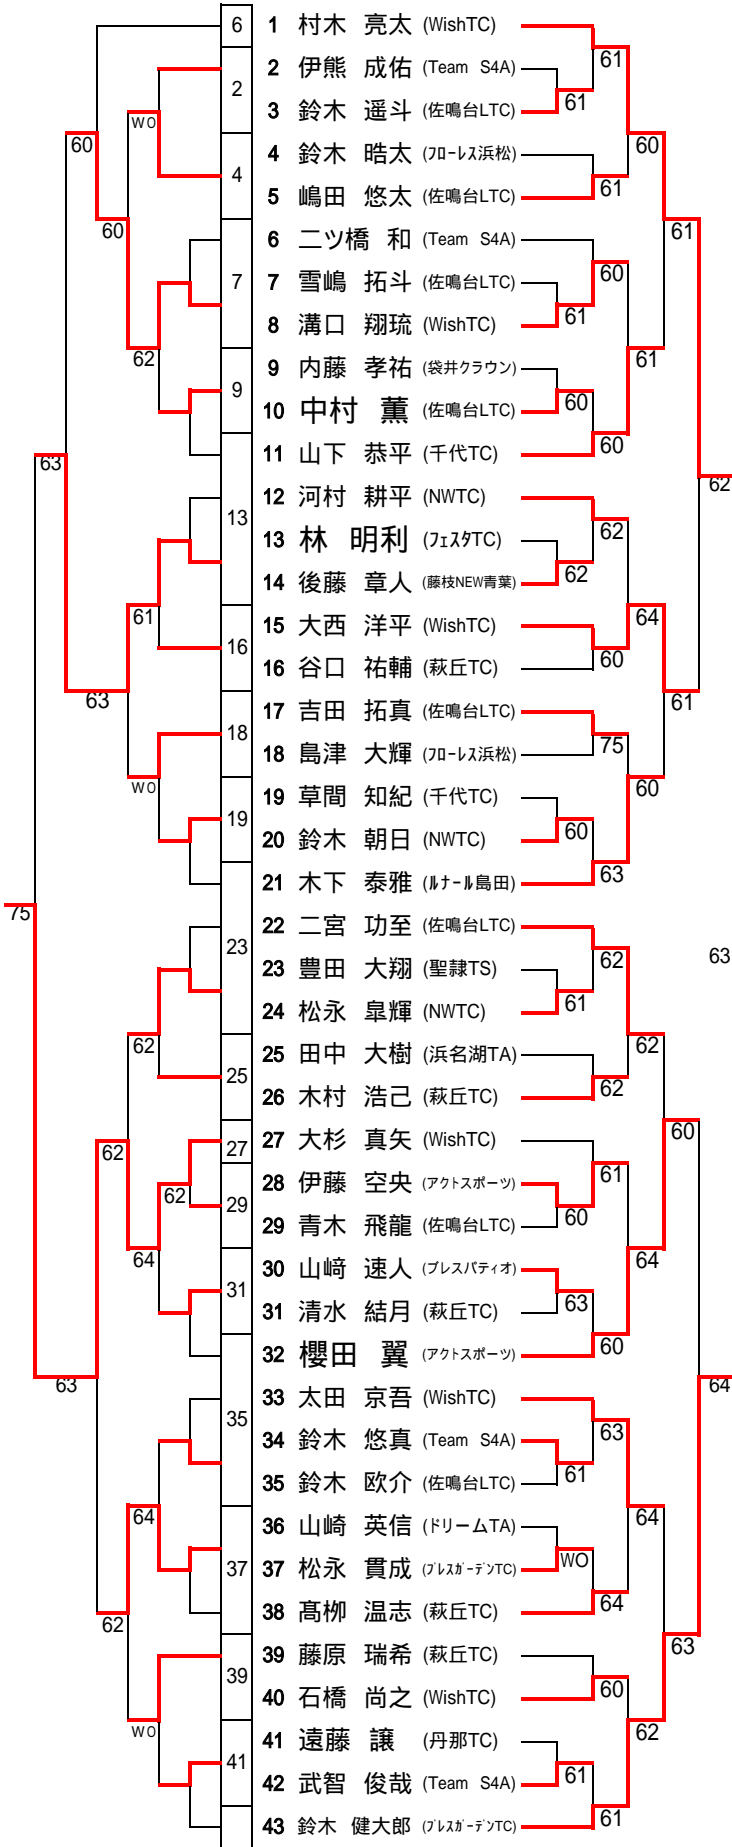 6 1 村木 亮太 (WishTC)
61
2 伊熊 成佑 (Team S4A)
2
61
3 鈴木 遥斗 (佐鳴台LTC)
WO
60 60
4 鈴木 晧太 (フローレス浜松)
4
61
5 嶋田 悠太 (佐鳴台LTC)
60 61
6 二ツ橋 和 (Team S4A)
60
7 7 雪嶋 拓斗 (佐鳴台LTC)
61
8 溝口 翔琉 (WishTC)
62 61
9 内藤 孝祐 (袋井クラウン)
9
60
10 中村 薫 (佐鳴台LTC)
60
11 山下 恭平 (千代TC)
63 62
12 河村 耕平 (NWTC)
13 62
13 林 明利 (フェスタTC)
62
14 後藤 章人 (藤枝NEW青葉)
61 64
15 大西 洋平 (WishTC)
16 60
16 谷口 祐輔 (萩丘TC)
63 61
17 吉田 拓真 (佐鳴台LTC)
18 75
18 島津 大輝 (フローレス浜松)
WO 60
19 草間 知紀 (千代TC)
19 60
20 鈴木 朝日 (NWTC)
63
21 木下 泰雅 (ルナール島田)
75
22 二宮 功至 (佐鳴台LTC)
23 62 63
23 豊田 大翔 (聖隷TS)
61
24 松永 皐輝 (NWTC)
62 62
25 田中 大樹 (浜名湖TA)
25 62
26 木村 浩己 (萩丘TC)
62 60
27 27 大杉 真矢 (WishTC)
61
28 伊藤 空央 (アクトスポーツ)
62 29 60
29 青木 飛龍 (佐鳴台LTC)
64 64
30 山﨑 速人 (プレスパティオ)
31 63
31 清水 結月 (萩丘TC)
60
32 櫻田 翼 (アクトスポーツ)
63 64
33 太田 京吾 (WishTC)
35 63
34 鈴木 悠真 (Team S4A)
61
35 鈴木 欧介 (佐鳴台LTC)
64 64
36 山崎 英信 (ドリームTA)
WO
37 37 松永 貫成 (プレスガーデンTC)
64
38 髙栁 温志 (萩丘TC)
62 63
39 藤原 瑞希 (萩丘TC)
39 60
40 石橋 尚之 (WishTC)
WO 62
41 遠藤 譲 (丹那TC)
41 61
42 武智 俊哉 (Team S4A)
61
43 鈴木 健大郎 (プレスガーデンTC)